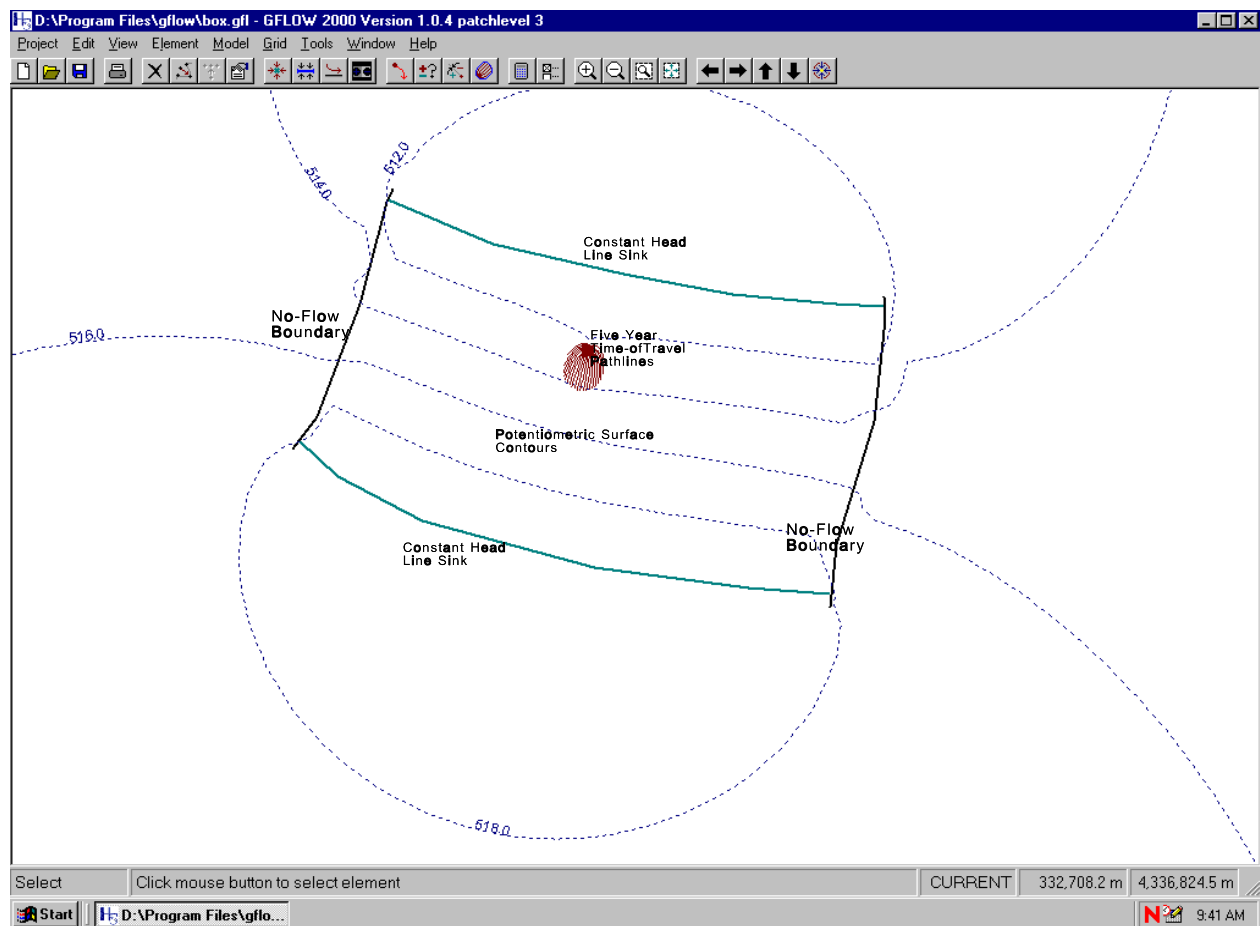 D:\Program Files\gflow\box.gfl - GFLOW 2000 Version 1.0.4 patchlevel 3
Project Edit View Element Model Grid Tools Window Help
512.0
514.0
Constant Head
Line Sink
No-Flow
Boundary
516.0
Five Year
Time-ofTravel
Pathlines
Potentiometric Surface
Contours
No-Flow
Boundary
Constant Head
Line Sink
518.0
Select Click mouse button to select element CURRENT 332,708.2 m 4,336,824.5 m
Start D:\Program Files\gflo... 9:41 AM